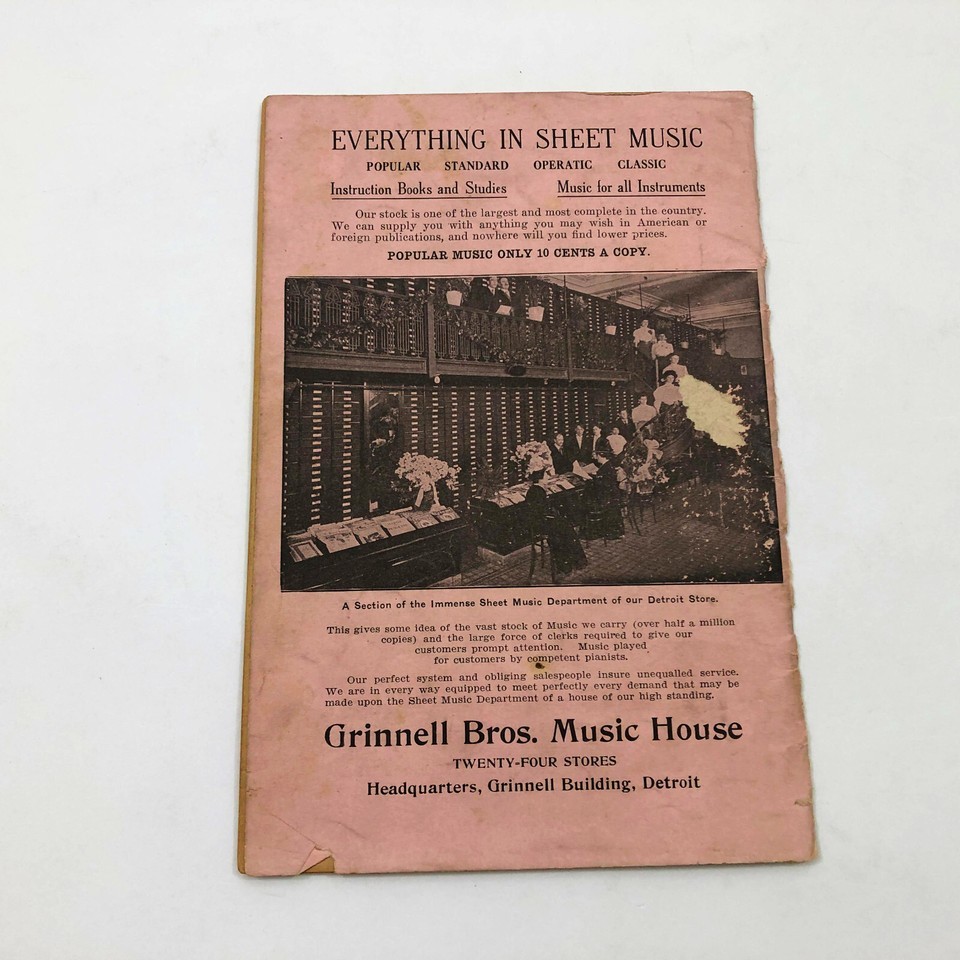 EVERYTHING IN SHEET MUSIC
POPULAR STANDARD OPERATIC CLASSIC
Instruction Books and Studies Music for all Instruments
Our stock is one of the largest and most complete in the country.
We can supply you with anything you may wish in American or
foreign publications, and nowhere will you find lower prices.
POPULAR MUSIC ONLY 10 CENTS A COPY.
A Section of the Immense Sheet Music Department of our Detroit Store.
This gives some idea of the vast stock of Music we carry (over half a million
copies) and the large force of clerks required to give our
customers prompt attention. Music played
for customers by competent pianists.
Our perfect system and obliging salespeople insure unequalled service.
We are in every way equipped to meet perfectly every demand that may be
made upon the Sheet Music Department of a house of our high standing.
Grinnell Bros. Music House
TWENTY-FOUR STORES
Headquarters, Grinnell Building, Detroit